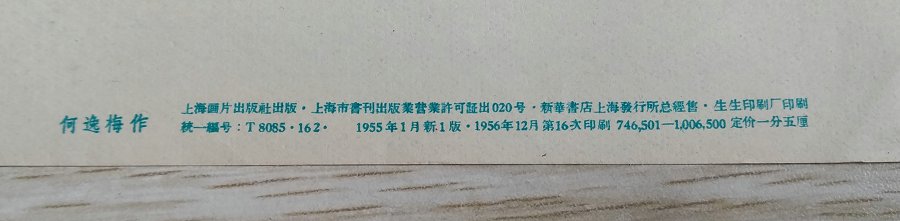 何逸梅作
上海画片出版社出版·上海市書刊出版業营業許可証出020号·新華書店上海發行所总經售·生生印刷厂印刷
統一編号：T 8085·162· 1955年1月新1版·1956年12月第16次印刷 746,501—1,006,500 定价一分五厘